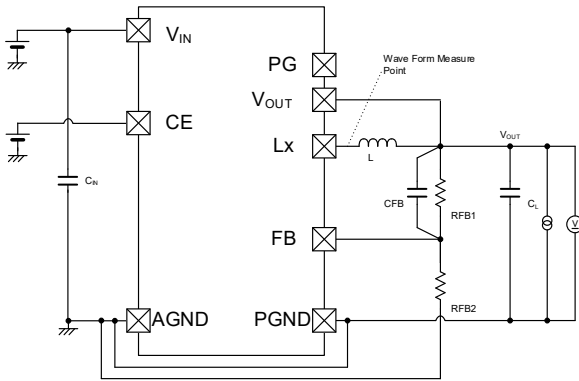 VIN
PG
Wave Form Measure
Point
VOUT
CE
Lx
VOUT
L
CIN
CFB
RFB1
CL
V
FB
RFB2
AGND
PGND